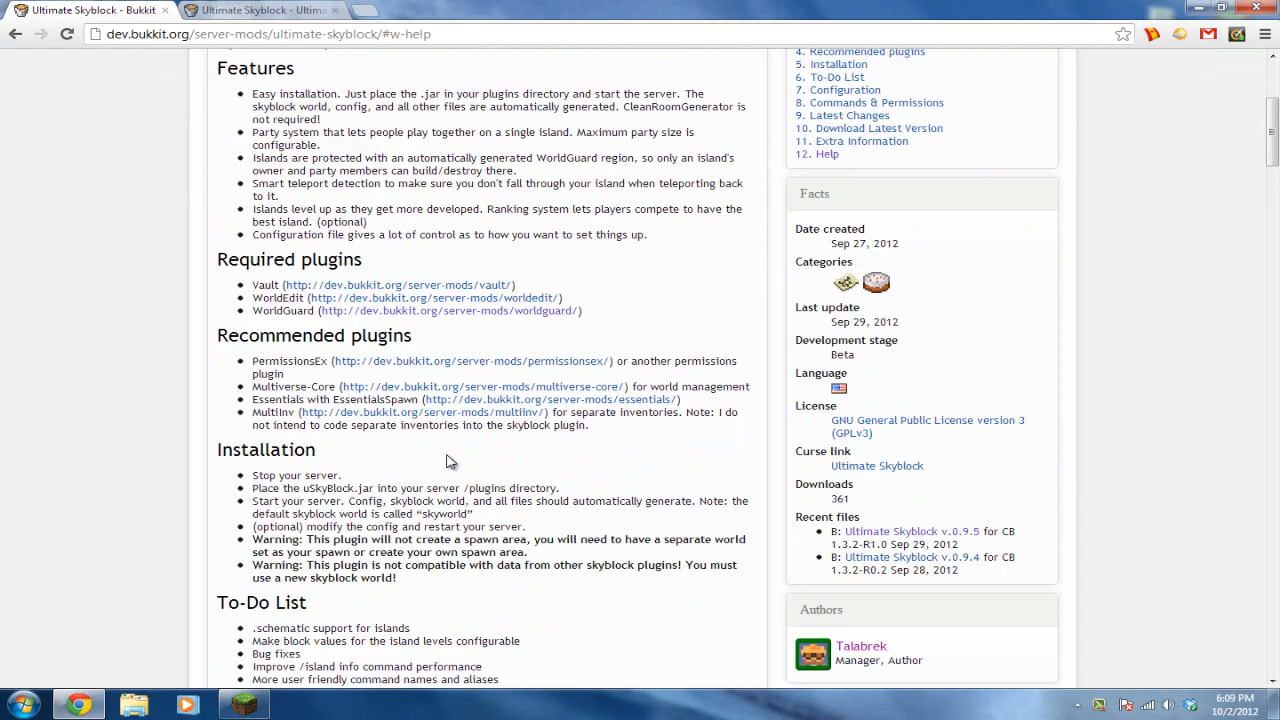 Ultimate Skyblock - Bukkit
Ultimate Skyblock - Ultima
dev.bukkit.org/server-mods/ultimate-skyblock/#w-help
Features
Easy installation. Just place the .jar in your plugins directory and start the server. The
skyblock world, config, and all other files are automatically generated. CleanRoomGenerator is
not required!
Party system that lets people play together on a single island. Maximum party size is
configurable.
Islands are protected with an automatically generated WorldGuard region, so only an island's
owner and party members can build/destroy there.
Smart teleport detection to make sure you don't fall through your island when teleporting back
to it.
Islands level up as they get more developed. Ranking system lets players compete to have the
best island. (optional)
Configuration file gives a lot of control as to how you want to set things up.
Required plugins
Vault (http://dev.bukkit.org/server-mods/vault/)
WorldEdit (http://dev.bukkit.org/server-mods/worldedit/)
WorldGuard (http://dev.bukkit.org/server-mods/worldguard/)
Recommended plugins
PermissionsEx (http://dev.bukkit.org/server-mods/permissionsex/) or another permissions
plugin
Multiverse-Core (http://dev.bukkit.org/server-mods/multiverse-core/) for world management
Essentials with EssentialsSpawn (http://dev.bukkit.org/server-mods/essentials/)
MultiInv (http://dev.bukkit.org/server-mods/multiinv/) for separate inventories. Note: I do
not intend to code separate inventories into the skyblock plugin.
Installation
Stop your server.
Place the uSkyBlock.jar into your server /plugins directory.
Start your server. Config, skyblock world, and all files should automatically generate. Note: the
default skyblock world is called “skyworld”
(optional) modify the config and restart your server.
Warning: This plugin will not create a spawn area, you will need to have a separate world
set as your spawn or create your own spawn area.
Warning: This plugin is not compatible with data from other skyblock plugins! You must
use a new skyblock world!
To-Do List
.schematic support for islands
Make block values for the island levels configurable
Bug fixes
Improve /island info command performance
More user friendly command names and aliases
4. Recommended plugins
5. Installation
6. To-Do List
7. Configuration
8. Commands & Permissions
9. Latest Changes
10. Download Latest Version
11. Extra Information
12. Help
Facts
Date created
Sep 27, 2012
Categories
Last update
Sep 29, 2012
Development stage
Beta
Language
License
GNU General Public License version 3
(GPLv3)
Curse link
Ultimate Skyblock
Downloads
361
Recent files
B: Ultimate Skyblock v.0.9.5 for CB
1.3.2-R1.0 Sep 29, 2012
B: Ultimate Skyblock v.0.9.4 for CB
1.3.2-R0.2 Sep 28, 2012
Authors
Talabrek
Manager, Author
6:09 PM
10/2/2012